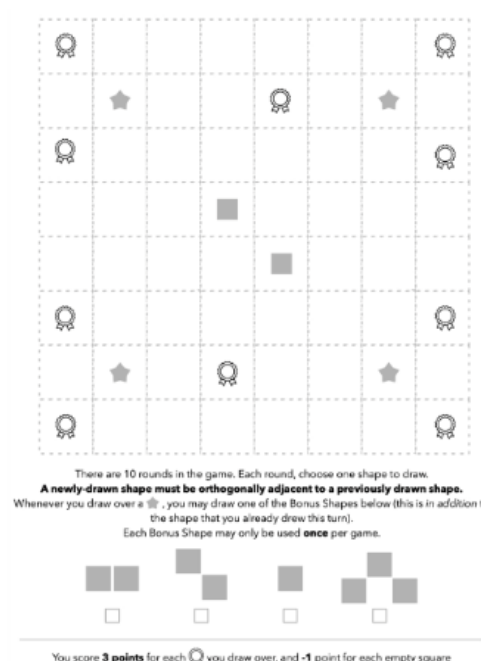 There are 10 rounds in the game. Each round, choose one shape to draw.
A newly-drawn shape must be orthogonally adjacent to a previously drawn shape.
Whenever you draw over a , you may draw one of the Bonus Shapes below (this is in addition
the shape that you already drew this turn).
Each Bonus Shape may only be used once per game.
You score 3 points for each you draw over, and -1 point for each empty square